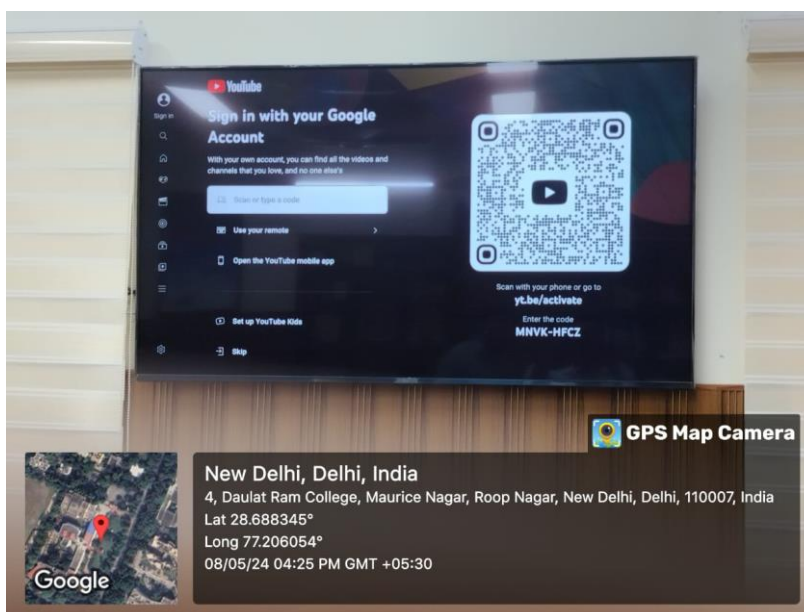 YouTube
Sign in
Sign in with your Google
Account
With your own account, you can find all the videos and
channels that you love, and no one else's
Scan or type a code
Use your remote
Open the YouTube mobile app
Set up YouTube Kids
Skip
Scan with your phone or go to
yt.be/activate
Enter the code
MNVK-HFCZ
GPS Map Camera
New Delhi, Delhi, India
4, Daulat Ram College, Maurice Nagar, Roop Nagar, New Delhi, Delhi, 110007, India
Lat 28.688345°
Long 77.206054°
08/05/24 04:25 PM GMT +05:30
Google